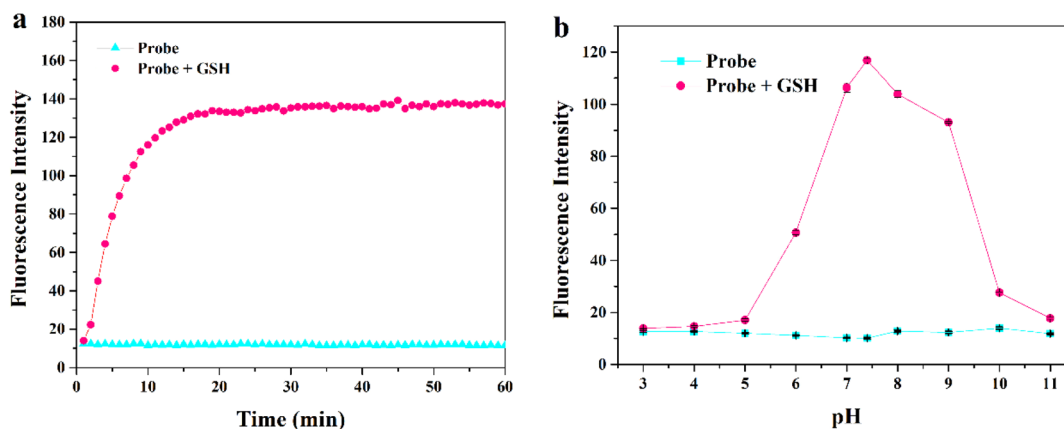 a
Probe
Probe + GSH
Fluorescence Intensity
180
160
140
120
100
80
60
40
20
0
0 10 20 30 40 50 60
Time (min)
b
Probe
Probe + GSH
Fluorescence Intensity
120
100
80
60
40
20
0
3 4 5 6 7 8 9 10 11
pH